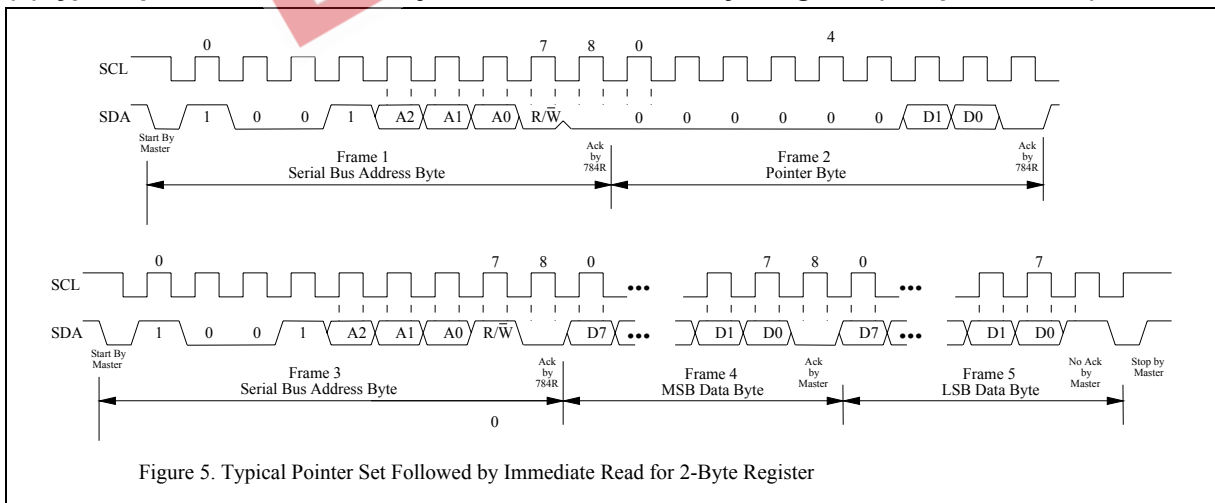 0 7 8 0 4
SCL
SDA 1 0 0 1 A2 A1 A0 R/W̅ 0 0 0 0 0 0 D1 D0
Start By
Master
Ack
by
784R
Ack
by
784R
Frame 1
Serial Bus Address Byte
Frame 2
Pointer Byte
0 7 8 0 7 8 0 7
SCL ••• •••
SDA 1 0 0 1 A2 A1 A0 R/W̅ D7 ••• D1 D0 D7 ••• D1 D0
Start By
Master
Ack
by
784R
Ack
by
Master
No Ack
by
Master
Stop by
Master
Frame 3
Serial Bus Address Byte
Frame 4
MSB Data Byte
Frame 5
LSB Data Byte
0
Figure 5. Typical Pointer Set Followed by Immediate Read for 2-Byte Register